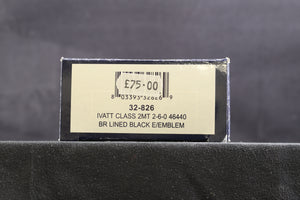 £75.00
32-826
IVATT CLASS 2MT 2-6-0 46440
BR LINED BLACK E/EMBLEM